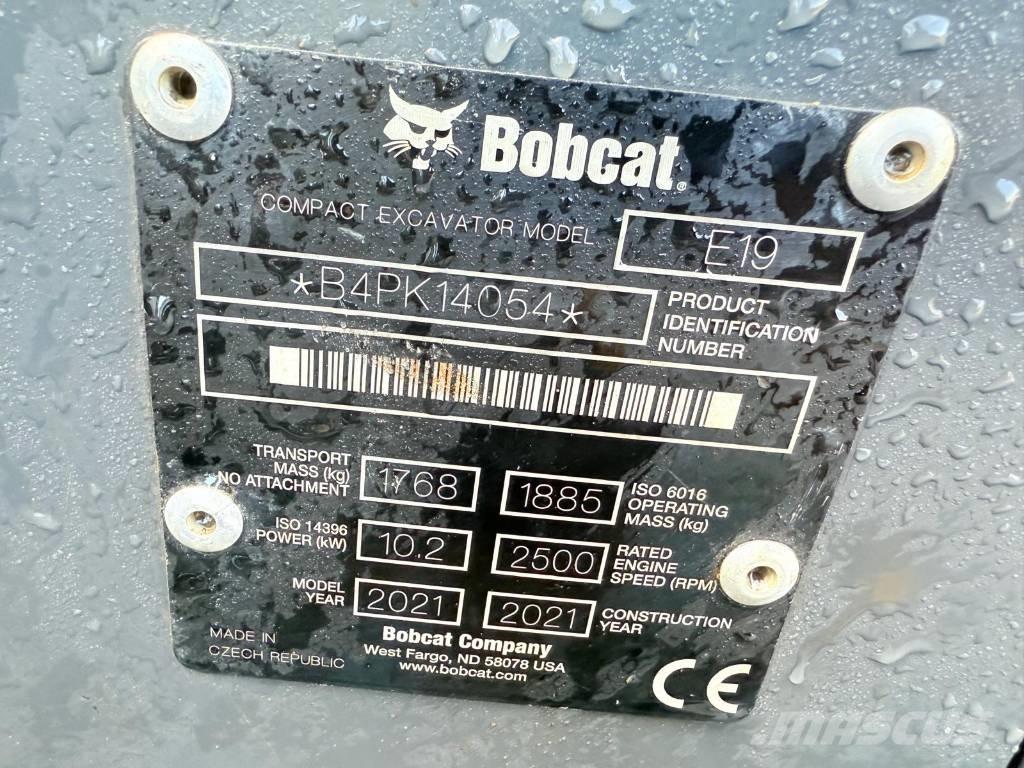 Bobcat®
COMPACT EXCAVATOR MODEL E19
*B4PK14054*
PRODUCT
IDENTIFICATION
NUMBER
TRANSPORT
MASS (kg)
NO ATTACHMENT
1768
1885
ISO 6016
OPERATING
MASS (kg)
ISO 14396
POWER (kW)
10.2
2500
RATED
ENGINE
SPEED (RPM)
MODEL
YEAR
2021
2021
CONSTRUCTION
YEAR
MADE IN
CZECH REPUBLIC
Bobcat Company
West Fargo, ND 58078 USA
www.bobcat.com
CE
MASCUS